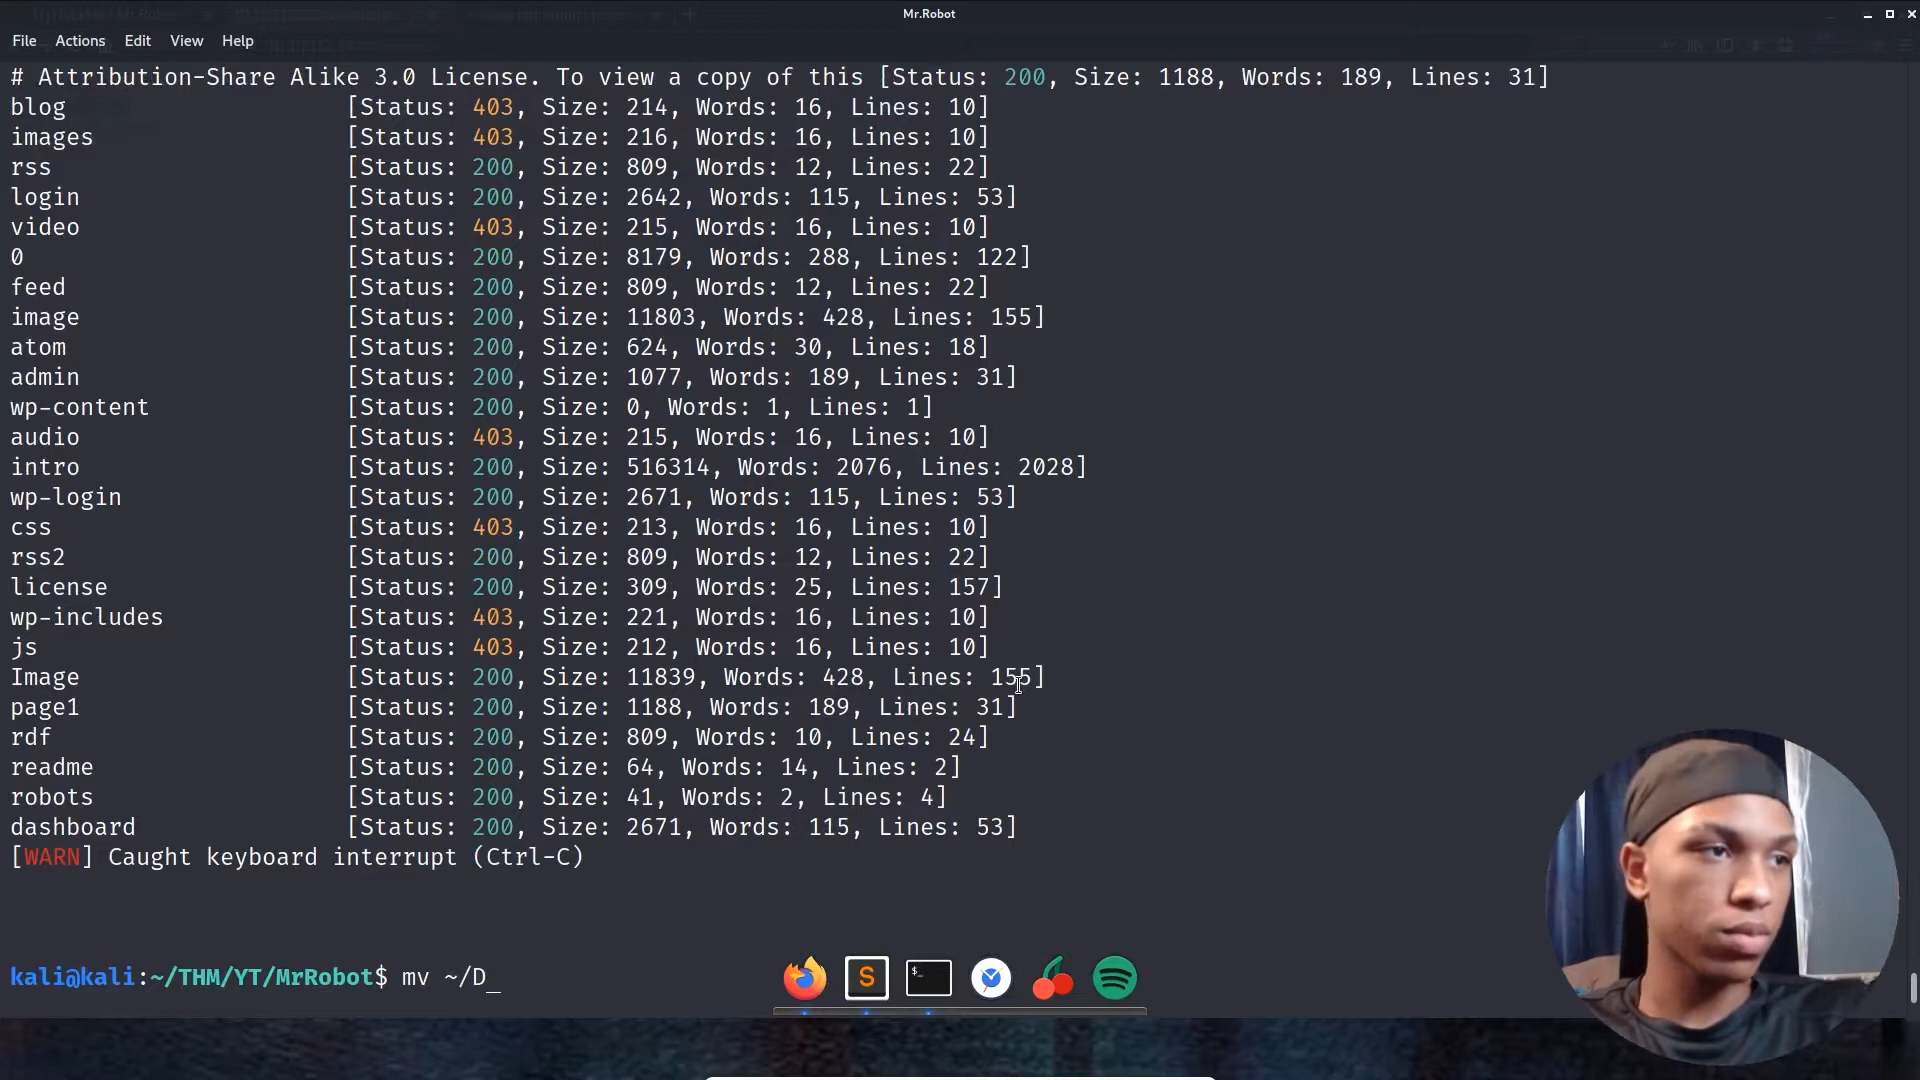 Mr.Robot
File Actions Edit View Help
# Attribution-Share Alike 3.0 License. To view a copy of this [Status: 200, Size: 1188, Words: 189, Lines: 31]
blog [Status: 403, Size: 214, Words: 16, Lines: 10]
images [Status: 403, Size: 216, Words: 16, Lines: 10]
rss [Status: 200, Size: 809, Words: 12, Lines: 22]
login [Status: 200, Size: 2642, Words: 115, Lines: 53]
video [Status: 403, Size: 215, Words: 16, Lines: 10]
0 [Status: 200, Size: 8179, Words: 288, Lines: 122]
feed [Status: 200, Size: 809, Words: 12, Lines: 22]
image [Status: 200, Size: 11803, Words: 428, Lines: 155]
atom [Status: 200, Size: 624, Words: 30, Lines: 18]
admin [Status: 200, Size: 1077, Words: 189, Lines: 31]
wp-content [Status: 200, Size: 0, Words: 1, Lines: 1]
audio [Status: 403, Size: 215, Words: 16, Lines: 10]
intro [Status: 200, Size: 516314, Words: 2076, Lines: 2028]
wp-login [Status: 200, Size: 2671, Words: 115, Lines: 53]
css [Status: 403, Size: 213, Words: 16, Lines: 10]
rss2 [Status: 200, Size: 809, Words: 12, Lines: 22]
license [Status: 200, Size: 309, Words: 25, Lines: 157]
wp-includes [Status: 403, Size: 221, Words: 16, Lines: 10]
js [Status: 403, Size: 212, Words: 16, Lines: 10]
Image [Status: 200, Size: 11839, Words: 428, Lines: 155]
page1 [Status: 200, Size: 1188, Words: 189, Lines: 31]
rdf [Status: 200, Size: 809, Words: 10, Lines: 24]
readme [Status: 200, Size: 64, Words: 14, Lines: 2]
robots [Status: 200, Size: 41, Words: 2, Lines: 4]
dashboard [Status: 200, Size: 2671, Words: 115, Lines: 53]
[WARN] Caught keyboard interrupt (Ctrl-C)
kali@kali:~/THM/YT/MrRobot$ mv ~/D_